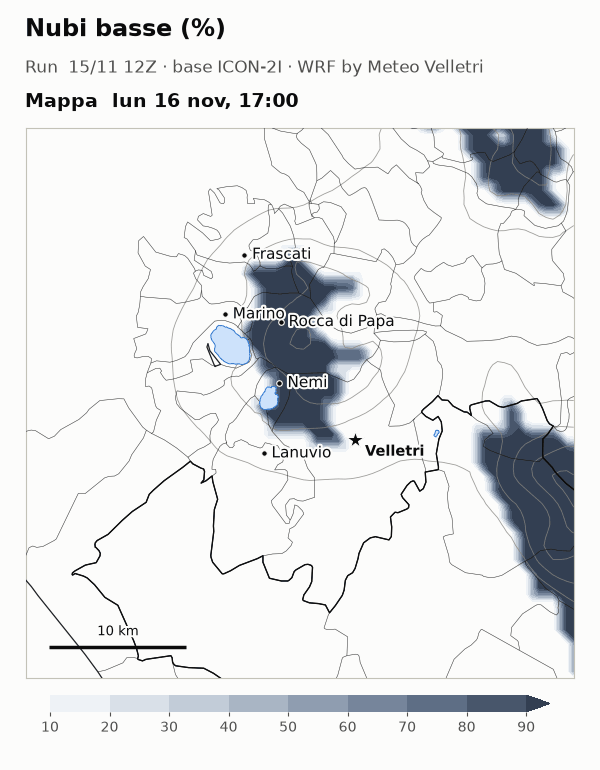 Nubi basse (%)
Run  15/11 12Z · base ICON-2I · WRF by Meteo Velletri
Mappa  lun 16 nov, 17:00
Frascati
Marino
Rocca di Papa
Nemi
Velletri
Lanuvio
10 km
10 20 30 40 50 60 70 80 90